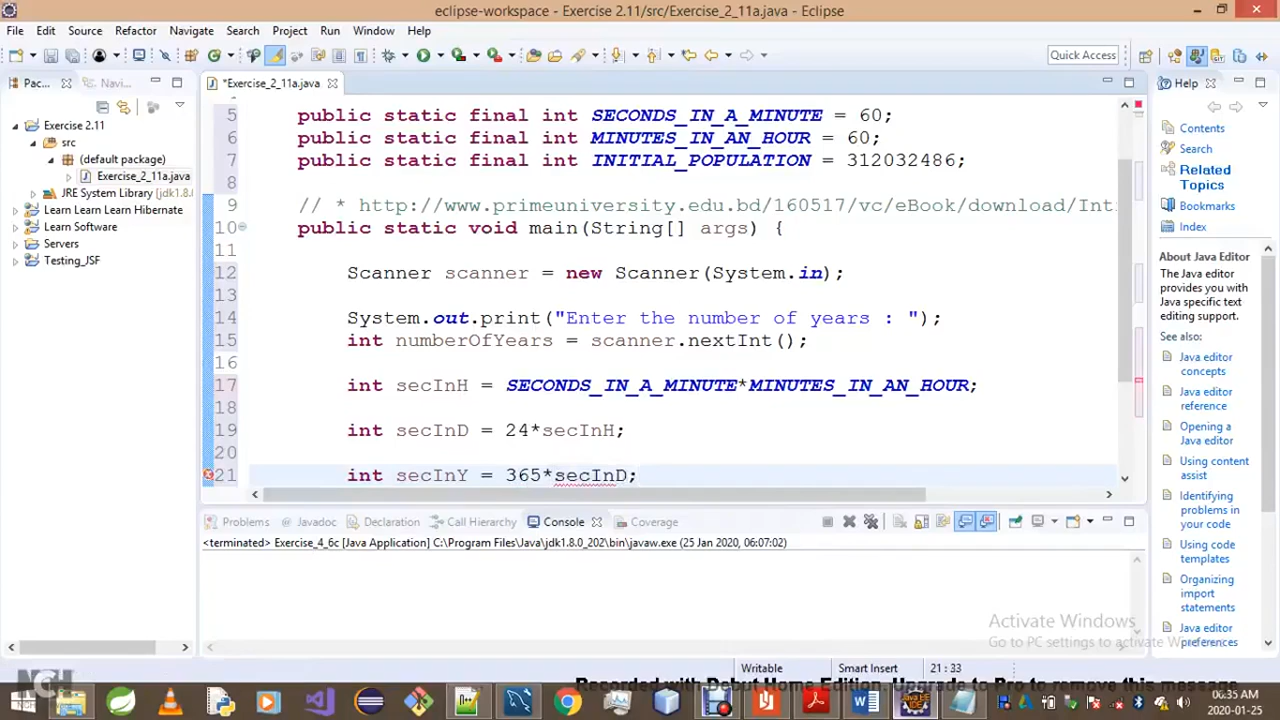 eclipse-workspace - Exercise 2.11/src/Exercise_2_11a.java - Eclipse
File Edit Source Refactor Navigate Search Project Run Window Help
Quick Access
Pac...
Navi...
Exercise 2.11
src
(default package)
Exercise_2_11a.java
JRE System Library [jdk1.8.0
Learn Learn Learn Hibernate
Learn Software
Servers
Testing_JSF
*Exercise_2_11a.java
5 public static final int SECONDS_IN_A_MINUTE = 60;
6 public static final int MINUTES_IN_AN_HOUR = 60;
7 public static final int INITIAL_POPULATION = 312032486;
8
9 // * http://www.primeuniversity.edu.bd/160517/vc/eBook/download/Int
10 public static void main(String[] args) {
11
12 Scanner scanner = new Scanner(System.in);
13
14 System.out.print("Enter the number of years : ");
15 int numberOfYears = scanner.nextInt();
16
17 int secInH = SECONDS_IN_A_MINUTE*MINUTES_IN_AN_HOUR;
18
19 int secInD = 24*secInH;
20
21 int secInY = 365*secInD;
Problems Javadoc Declaration Call Hierarchy Console Coverage
<terminated> Exercise_4_6c [Java Application] C:\Program Files\Java\jdk1.8.0_202\bin\javaw.exe (25 Jan 2020, 06:07:02)
Help
Contents
Search
Related
Topics
Bookmarks
Index
About Java Editor
The Java editor
provides you with
Java specific text
editing support.
See also:
Java editor
concepts
Java editor
reference
Opening a
Java editor
Using content
assist
Identifying
problems in
your code
Using code
templates
Organizing
import
statements
Java editor
preferences
Activate Windows
Go to PC settings to activate Windows.
Writable Smart Insert 21 : 33
Recorded with Debut Home Edition. Upgrade to Pro to remove this message
NCH
06:35 AM
2020-01-25